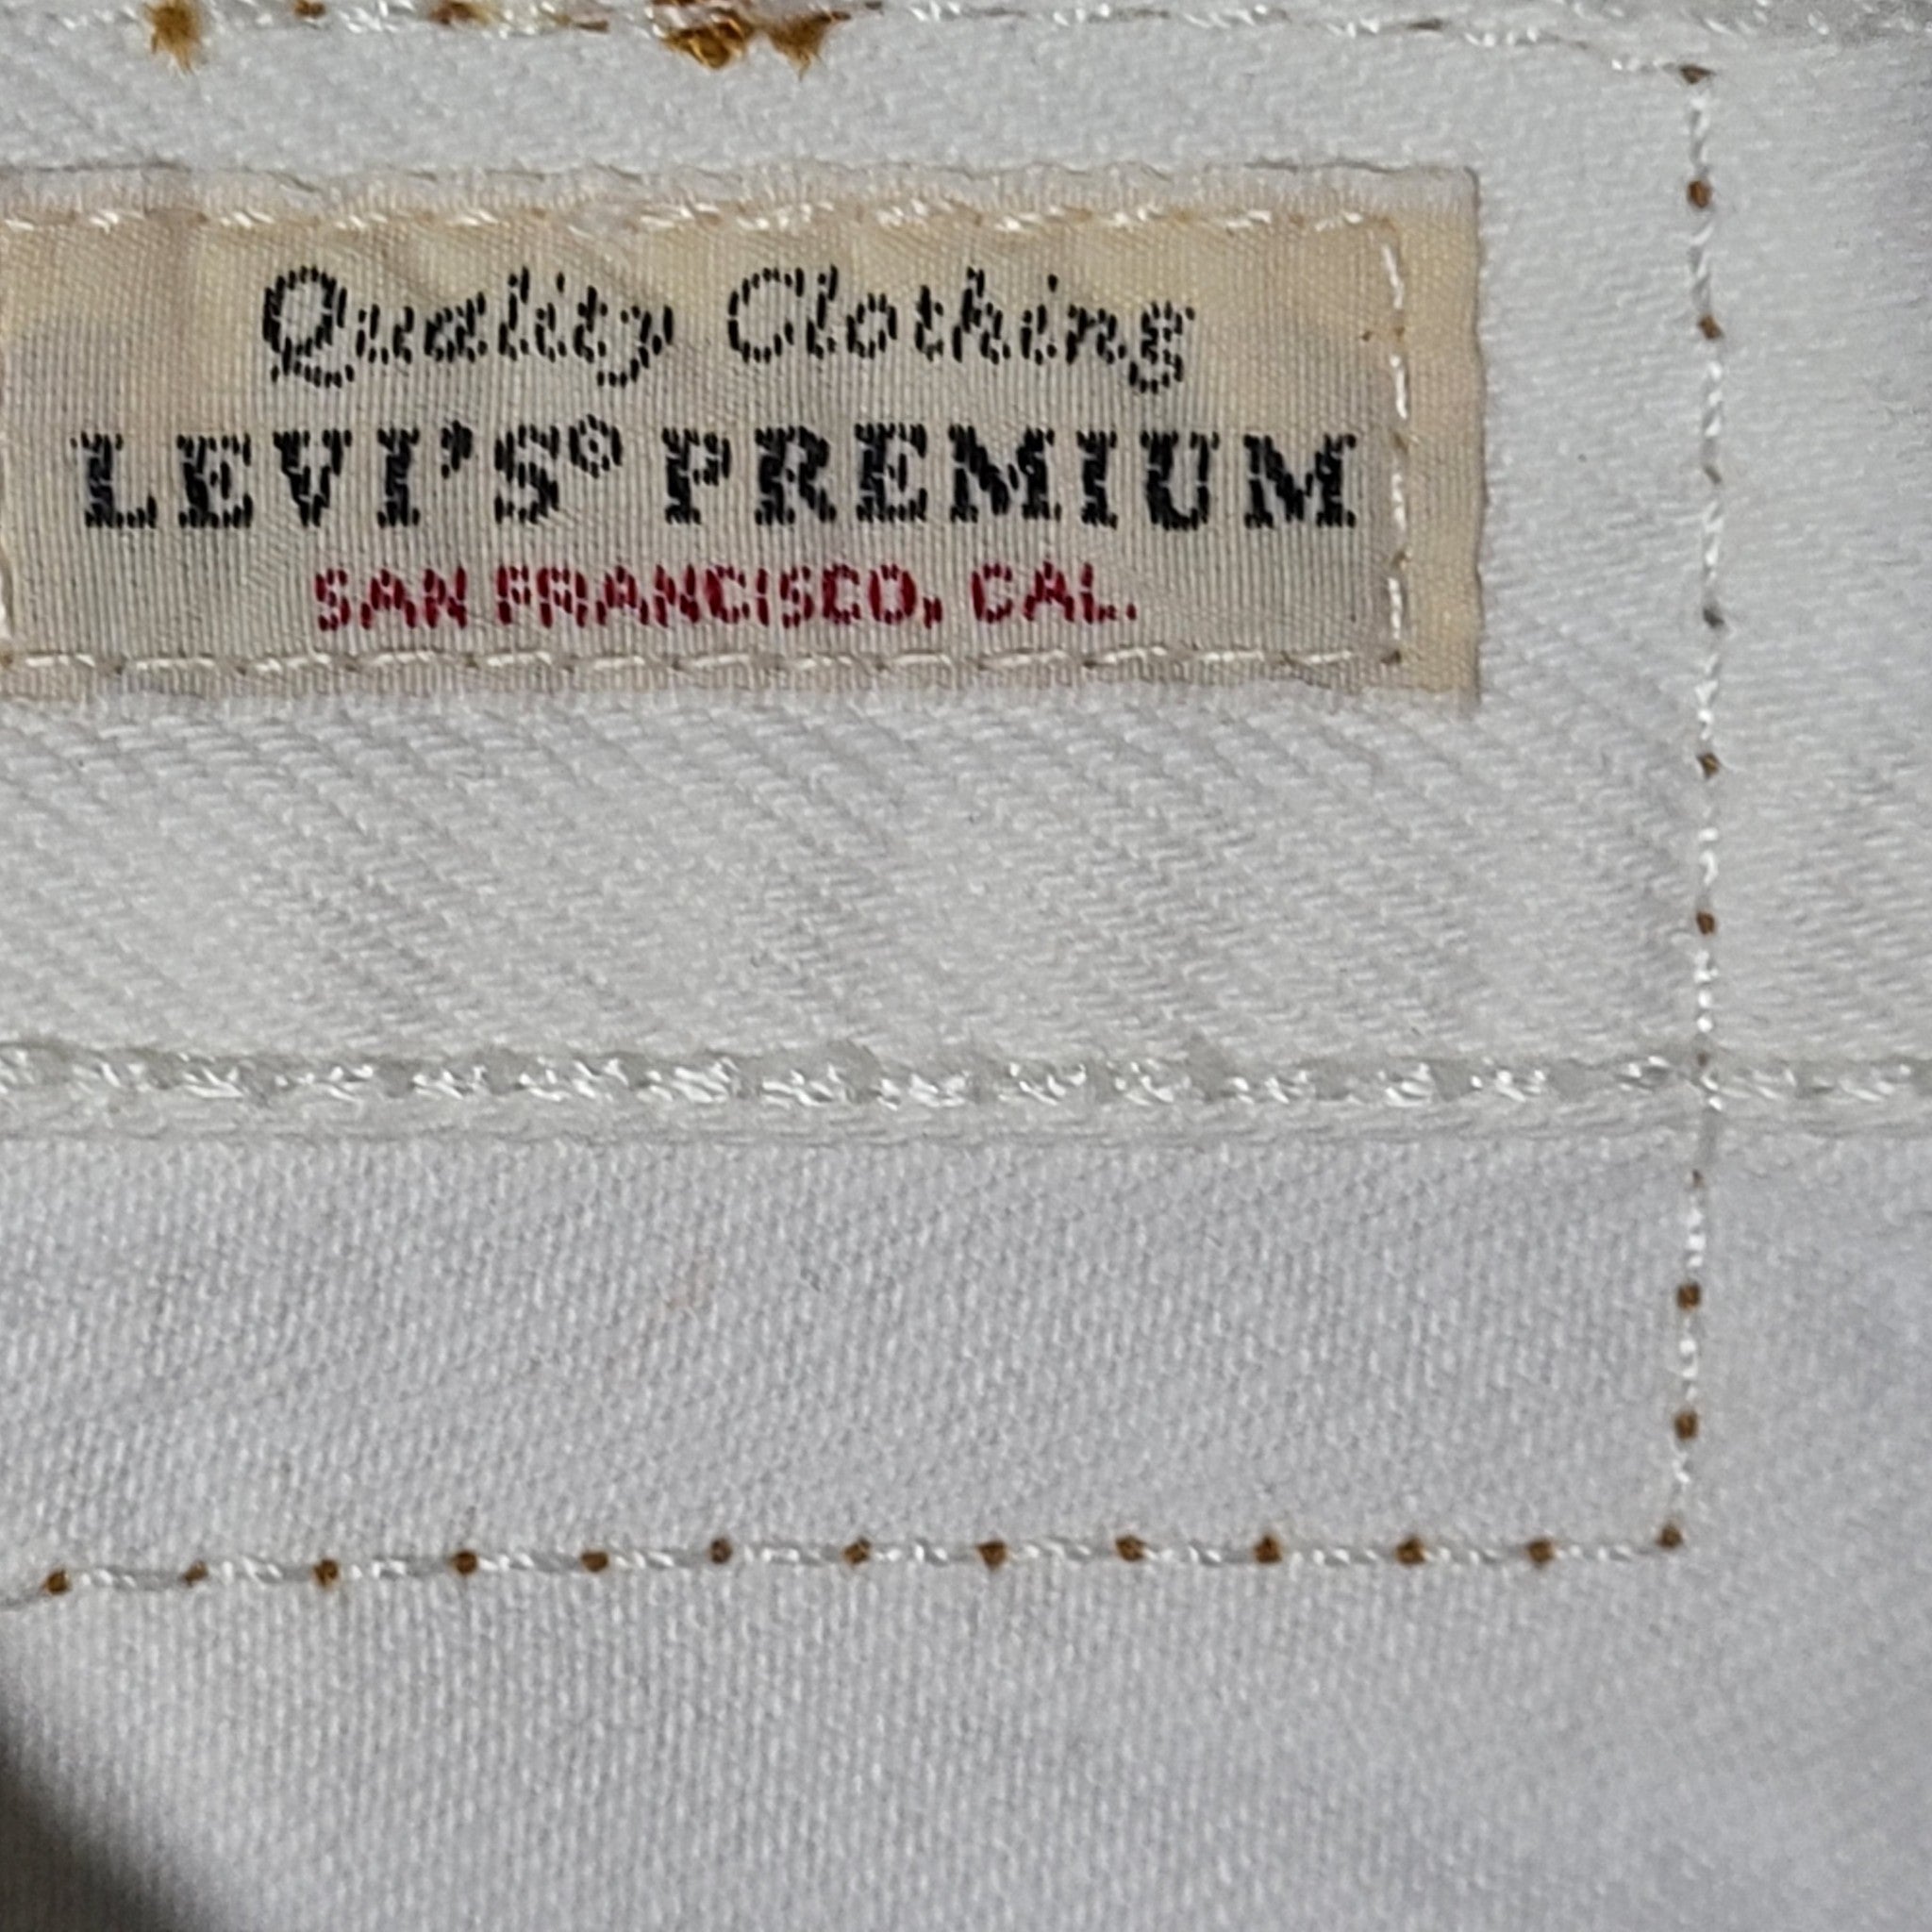 Quality Clothing
LEVI'S® PREMIUM
SAN FRANCISCO, CAL.